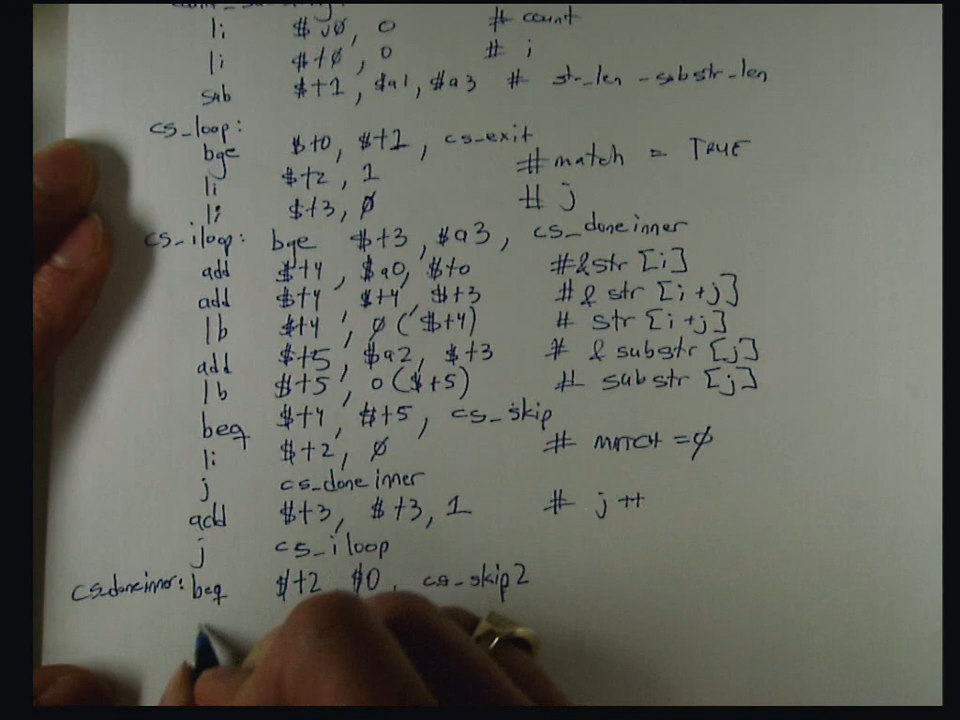 li $v0, 0 # count
li $t0, 0 # i
sub $t1, $a1, $a3 # str_len - substr_len
cs_loop:
bge $t0, $t1, cs_exit
li $t2, 1 # match = TRUE
li $t3, 0 # j
cs_iloop: bge $t3, $a3, cs_doneinner
add $t4, $a0, $t0 # &str [i]
add $t4, $t4, $t3 # & str [i+j]
lb $t4, 0($t4) # str [i+j]
add $t5, $a2, $t3 # & substr [j]
lb $t5, 0($t5) # substr [j]
beq $t4, $t5, cs_skip
li $t2, 0 # MATCH = 0
j cs_doneinner
add $t3, $t3, 1 # j++
j cs_iloop
cs_doneinner: beq $t2 $0, cs_skip2